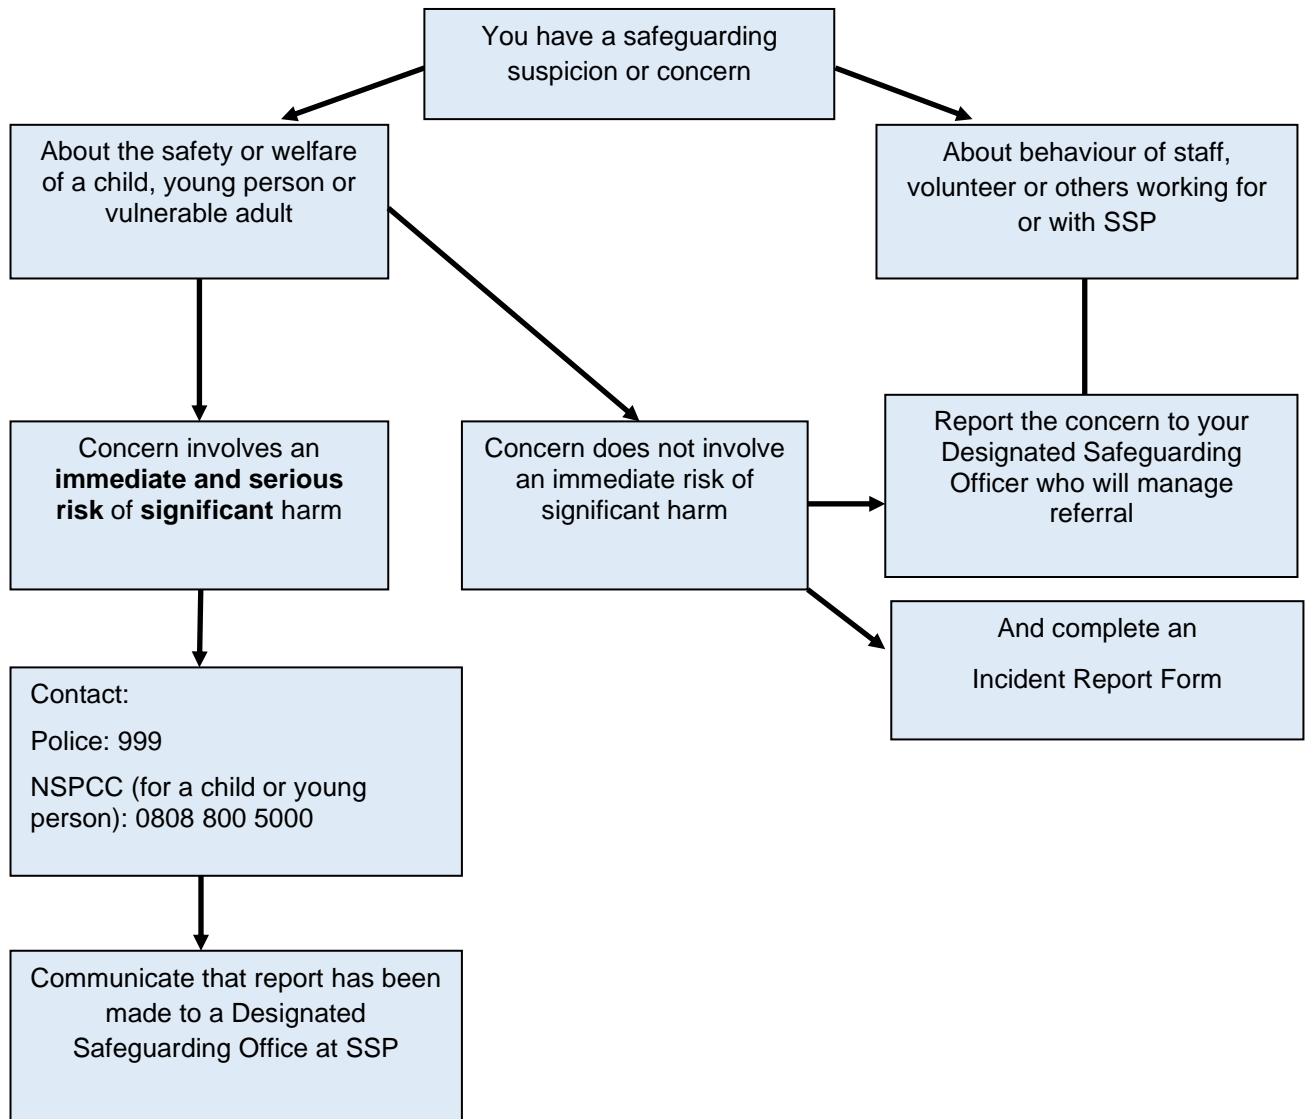 You have a safeguarding
suspicion or concern
About the safety or welfare
of a child, young person or
vulnerable adult
About behaviour of staff,
volunteer or others working for
or with SSP
Concern involves an
immediate and serious
risk of significant harm
Concern does not involve
an immediate risk of
significant harm
Report the concern to your
Designated Safeguarding
Officer who will manage
referral
And complete an
Incident Report Form
Contact:
Police: 999
NSPCC (for a child or young
person): 0808 800 5000
Communicate that report has been
made to a Designated
Safeguarding Office at SSP